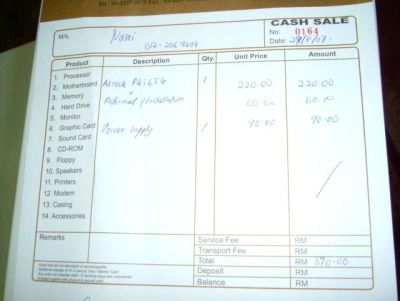 CASH SALE
M/s. Nani No: 0164
012-2069404 Date:
Product Description Qty. Unit Price Amount
1. Processor
2. Motherboard Asrock P4i65G 1 220.00 220.00
3. Memory +
4. Hard Drive Reformat / Installation 60.00 60.00
5. Monitor
6. Graphic Card Power supply 1 90.00 90.00
7. Sound Card
8. CD-ROM
9. Floppy
10. Speakers
11. Printers
12. Modem
13. Casing
14. Accessories
Remarks Service Fee RM
Transport Fee RM
Total RM 370.00
Deposit RM
Balance RM